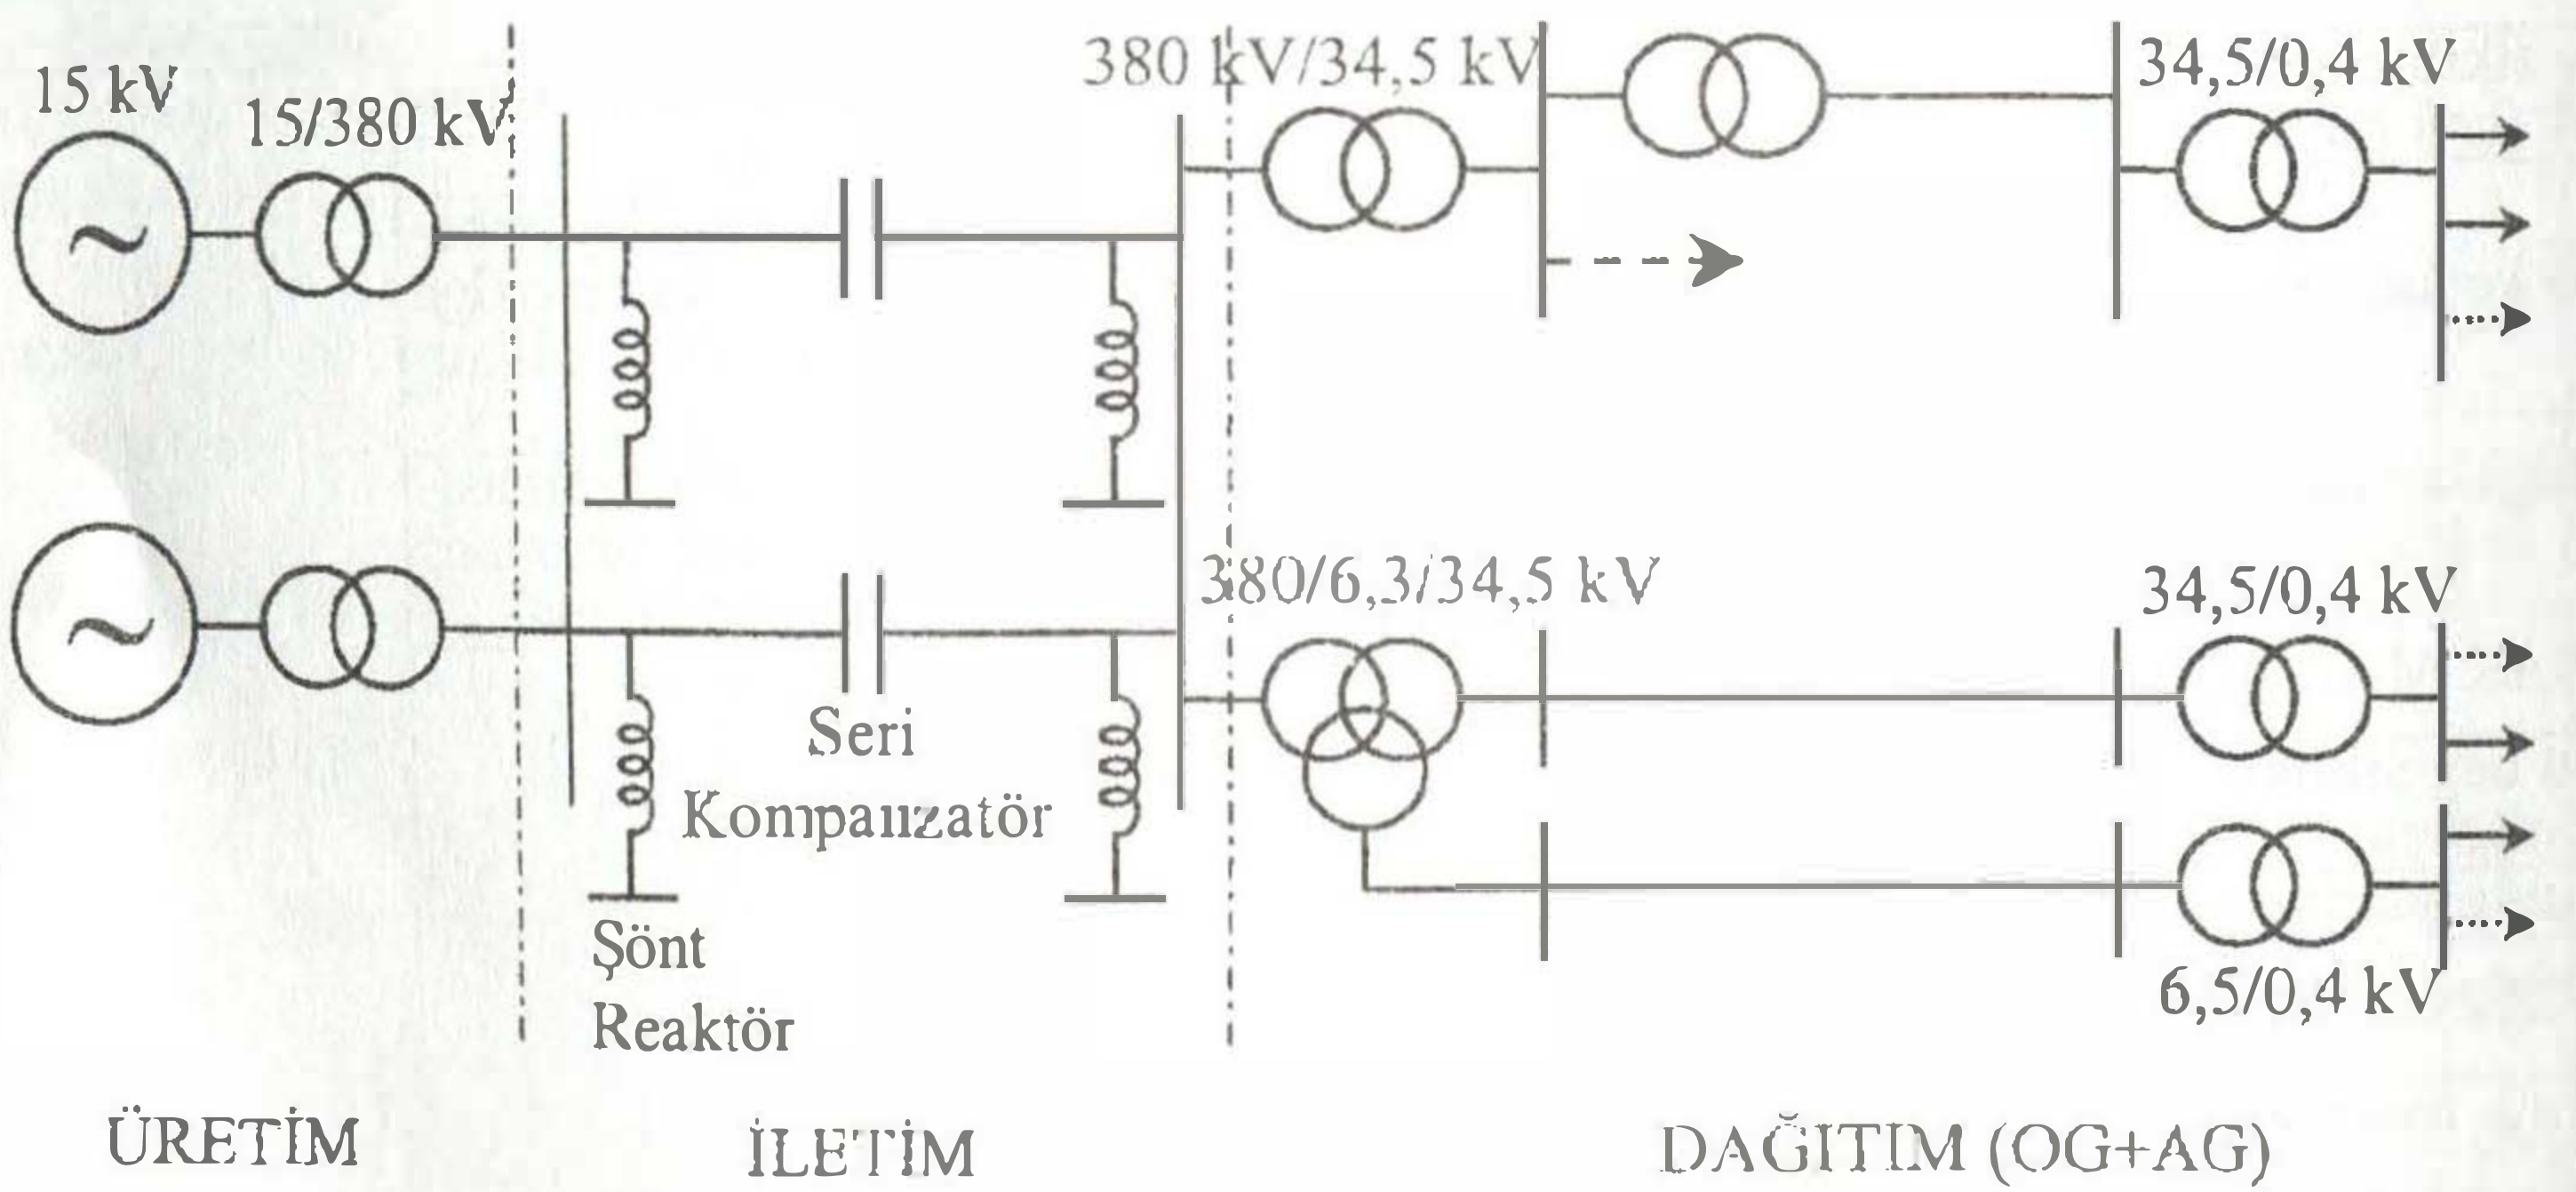 15 kV
15/380 kV
380 kV/34,5 kV
34,5/0,4 kV
380/6,3/34,5 kV
34,5/0,4 kV
Seri
Kompanzatör
Şönt
Reaktör
6,5/0,4 kV
ÜRETİM
İLETİM
DAĞITIM (OG+AG)